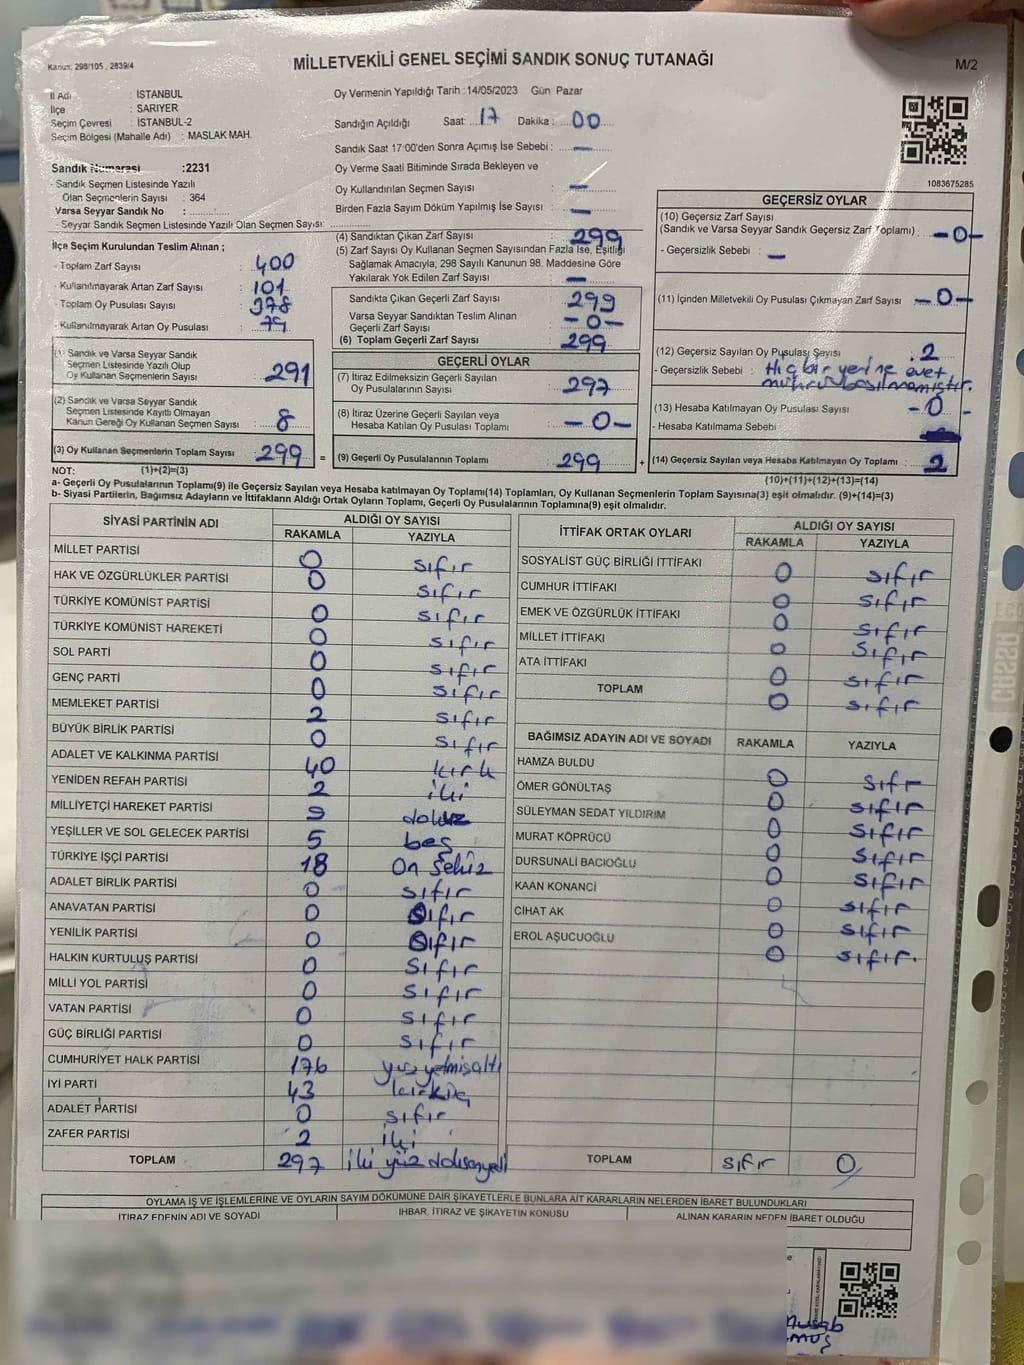 Kanun: 298/105 , 2839/4
MİLLETVEKİLİ GENEL SEÇİMİ SANDIK SONUÇ TUTANAĞI
M/2
İl Adı : İSTANBUL
İlçe : SARIYER
Seçim Çevresi : İSTANBUL-2
Seçim Bölgesi (Mahalle Adı) : MASLAK MAH.
Oy Vermenin Yapıldığı Tarih :14/05/2023 Gün Pazar
Sandığın Açıldığı Saat : 17 Dakika : 00
Sandık Saat 17:00'den Sonra Açımış İse Sebebi : —
Oy Verme Saati Bitiminde Sırada Bekleyen ve
Oy Kullandırılan Seçmen Sayısı : —
Birden Fazla Sayım Döküm Yapılmış İse Sayısı : —
1083675285
Sandık Numarası :2231
- Sandık Seçmen Listesinde Yazılı
Olan Seçmenlerin Sayısı : 364
Varsa Seyyar Sandık No :
- Seyyar Sandık Seçmen Listesinde Yazılı Olan Seçmen Sayısı:
İlçe Seçim Kurulundan Teslim Alınan ;
- Toplam Zarf Sayısı : 400
- Kullanılmayarak Artan Zarf Sayısı : 101
- Toplam Oy Pusulası Sayısı : 378
- Kullanılmayarak Artan Oy Pusulası : 79
(1) Sandık ve Varsa Seyyar Sandık
Seçmen Listesinde Yazılı Olup
Oy Kullanan Seçmenlerin Sayısı : 291
(2) Sandık ve Varsa Seyyar Sandık
Seçmen Listesinde Kayıtlı Olmayan
Kanun Gereği Oy Kullanan Seçmen Sayısı : 8
(3) Oy Kullanan Seçmenlerin Toplam Sayısı : 299 =
(4) Sandıktan Çıkan Zarf Sayısı : 299
(5) Zarf Sayısı Oy Kullanan Seçmen Sayısından Fazla İse, Eşitliği
Sağlamak Amacıyla, 298 Sayılı Kanunun 98. Maddesine Göre
Yakılarak Yok Edilen Zarf Sayısı : —
Sandıkta Çıkan Geçerli Zarf Sayısı : 299
Varsa Seyyar Sandıktan Teslim Alınan
Geçerli Zarf Sayısı : -0-
(6) Toplam Geçerli Zarf Sayısı : 299
GEÇERLİ OYLAR
(7) İtiraz Edilmeksizin Geçerli Sayılan
Oy Pusulalarının Sayısı : 297
(8) İtiraz Üzerine Geçerli Sayılan veya
Hesaba Katılan Oy Pusulası Toplamı : -0-
(9) Geçerli Oy Pusulalarının Toplamı : 299 +
GEÇERSİZ OYLAR
(10) Geçersiz Zarf Sayısı
(Sandık ve Varsa Seyyar Sandık Geçersiz Zarf Toplamı) : -0-
- Geçersizlik Sebebi : —
(11) İçinden Milletvekili Oy Pusulası Çıkmayan Zarf Sayısı : -0-
(12) Geçersiz Sayılan Oy Pusulası Sayısı : 2
- Geçersizlik Sebebi : Hiç bir yerine evet
mührü basılmamıştır.
(13) Hesaba Katılmayan Oy Pusulası Sayısı : -0-
- Hesaba Katılmama Sebebi
(14) Geçersiz Sayılan veya Hesaba Katılmayan Oy Toplamı : 2
NOT: (1)+(2)=(3)
(10)+(11)+(12)+(13)=(14)
a- Geçerli Oy Pusulalarının Toplamı(9) ile Geçersiz Sayılan veya Hesaba katılmayan Oy Toplamı(14) Toplamları, Oy Kullanan Seçmenlerin Toplam Sayısına(3) eşit olmalıdır. (9)+(14)=(3)
b- Siyasi Partilerin, Bağımsız Adayların ve İttifakların Aldığı Ortak Oyların Toplamı, Geçerli Oy Pusulalarının Toplamına(9) eşit olmalıdır.
SİYASİ PARTİNİN ADI ALDIĞI OY SAYISI
RAKAMLA YAZIYLA
MİLLET PARTİSİ 0 sıfır
HAK VE ÖZGÜRLÜKLER PARTİSİ 0 sıfır
TÜRKİYE KOMÜNİST PARTİSİ 0 sıfır
TÜRKİYE KOMÜNİST HAREKETİ 0 sıfır
SOL PARTİ 0 sıfır
GENÇ PARTİ 0 sıfır
MEMLEKET PARTİSİ 2 sıfır
BÜYÜK BİRLİK PARTİSİ 0 sıfır
ADALET VE KALKINMA PARTİSİ 40 kırk
YENİDEN REFAH PARTİSİ 2 iki
MİLLİYETÇİ HAREKET PARTİSİ 9 dokuz
YEŞİLLER VE SOL GELECEK PARTİSİ 5 beş
TÜRKİYE İŞÇİ PARTİSİ 18 On Sekiz
ADALET BİRLİK PARTİSİ 0 sıfır
ANAVATAN PARTİSİ 0 Sıfır
YENİLİK PARTİSİ 0 Sıfır
HALKIN KURTULUŞ PARTİSİ 0 Sıfır
MİLLİ YOL PARTİSİ 0 Sıfır
VATAN PARTİSİ 0 sıfır
GÜÇ BİRLİĞİ PARTİSİ 0 sıfır
CUMHURİYET HALK PARTİSİ 176 yüz yetmişaltı
İYİ PARTİ 43 kırküç
ADALET PARTİSİ 0 sıfır
ZAFER PARTİSİ 2 iki
TOPLAM 297 iki yüz doksanyedi
İTTİFAK ORTAK OYLARI ALDIĞI OY SAYISI
RAKAMLA YAZIYLA
SOSYALİST GÜÇ BİRLİĞİ İTTİFAKI 0 sıfır
CUMHUR İTTİFAKI 0 sıfır
EMEK VE ÖZGÜRLÜK İTTİFAKI 0 sıfır
MİLLET İTTİFAKI 0 sıfır
ATA İTTİFAKI 0 sıfır
TOPLAM 0 sıfır
BAĞIMSIZ ADAYIN ADI VE SOYADI RAKAMLA YAZIYLA
HAMZA BULDU 0 sıfr
ÖMER GÖNÜLTAŞ 0 sıfır
SÜLEYMAN SEDAT YILDIRIM 0 sıfır
MURAT KÖPRÜCÜ 0 sıfır
DURSUNALİ BACIOĞLU 0 sıfır
KAAN KONANCİ 0 sıfır
CİHAT AK 0 sıfır
EROL AŞUCUOĞLU 0 sıfır.
TOPLAM sıfır 0
OYLAMA İŞ VE İŞLEMLERİNE VE OYLARIN SAYIM DÖKÜMÜNE DAİR ŞİKAYETLERLE BUNLARA AİT KARARLARIN NELERDEN İBARET BULUNDUKLARI
İTİRAZ EDENİN ADI VE SOYADI İHBAR, İTİRAZ VE ŞİKAYETİN KONUSU ALINAN KARARIN NEDEN İBARET OLDUĞU